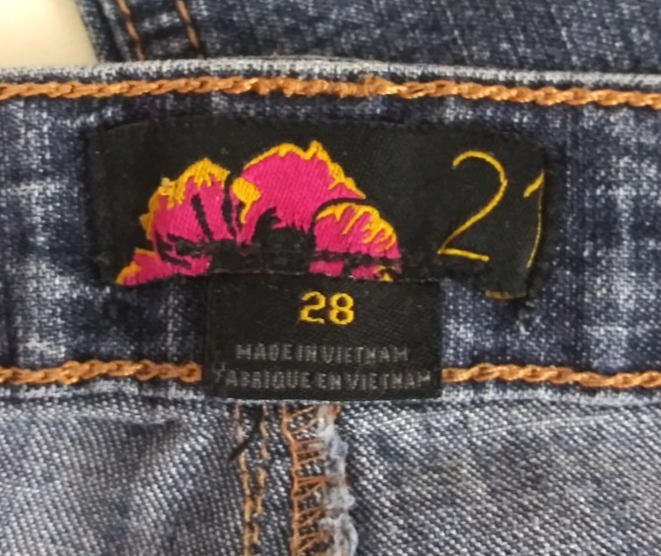 21
28
MADE IN VIETNAM
FABRIQUE EN VIETNAM